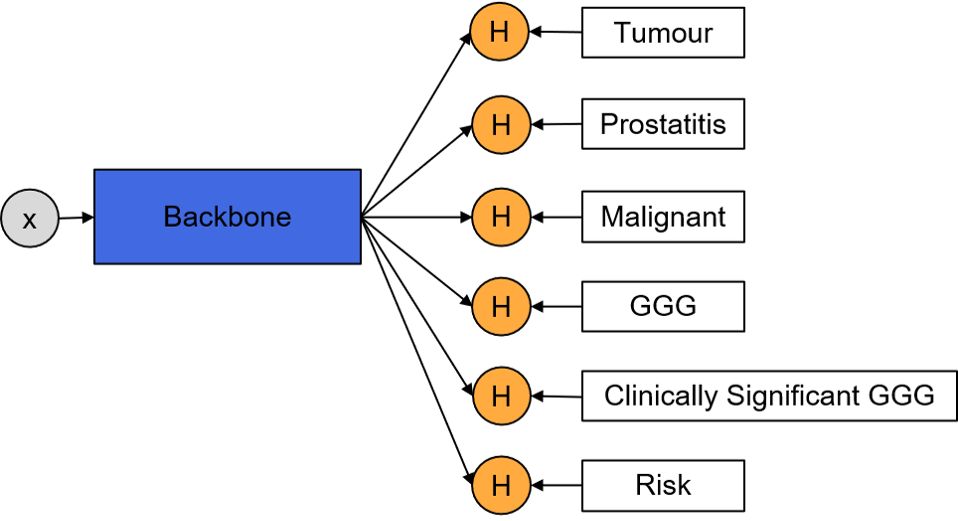 H
Tumour
H
Prostatitis
x
Backbone
H
Malignant
H
GGG
H
Clinically Significant GGG
H
Risk